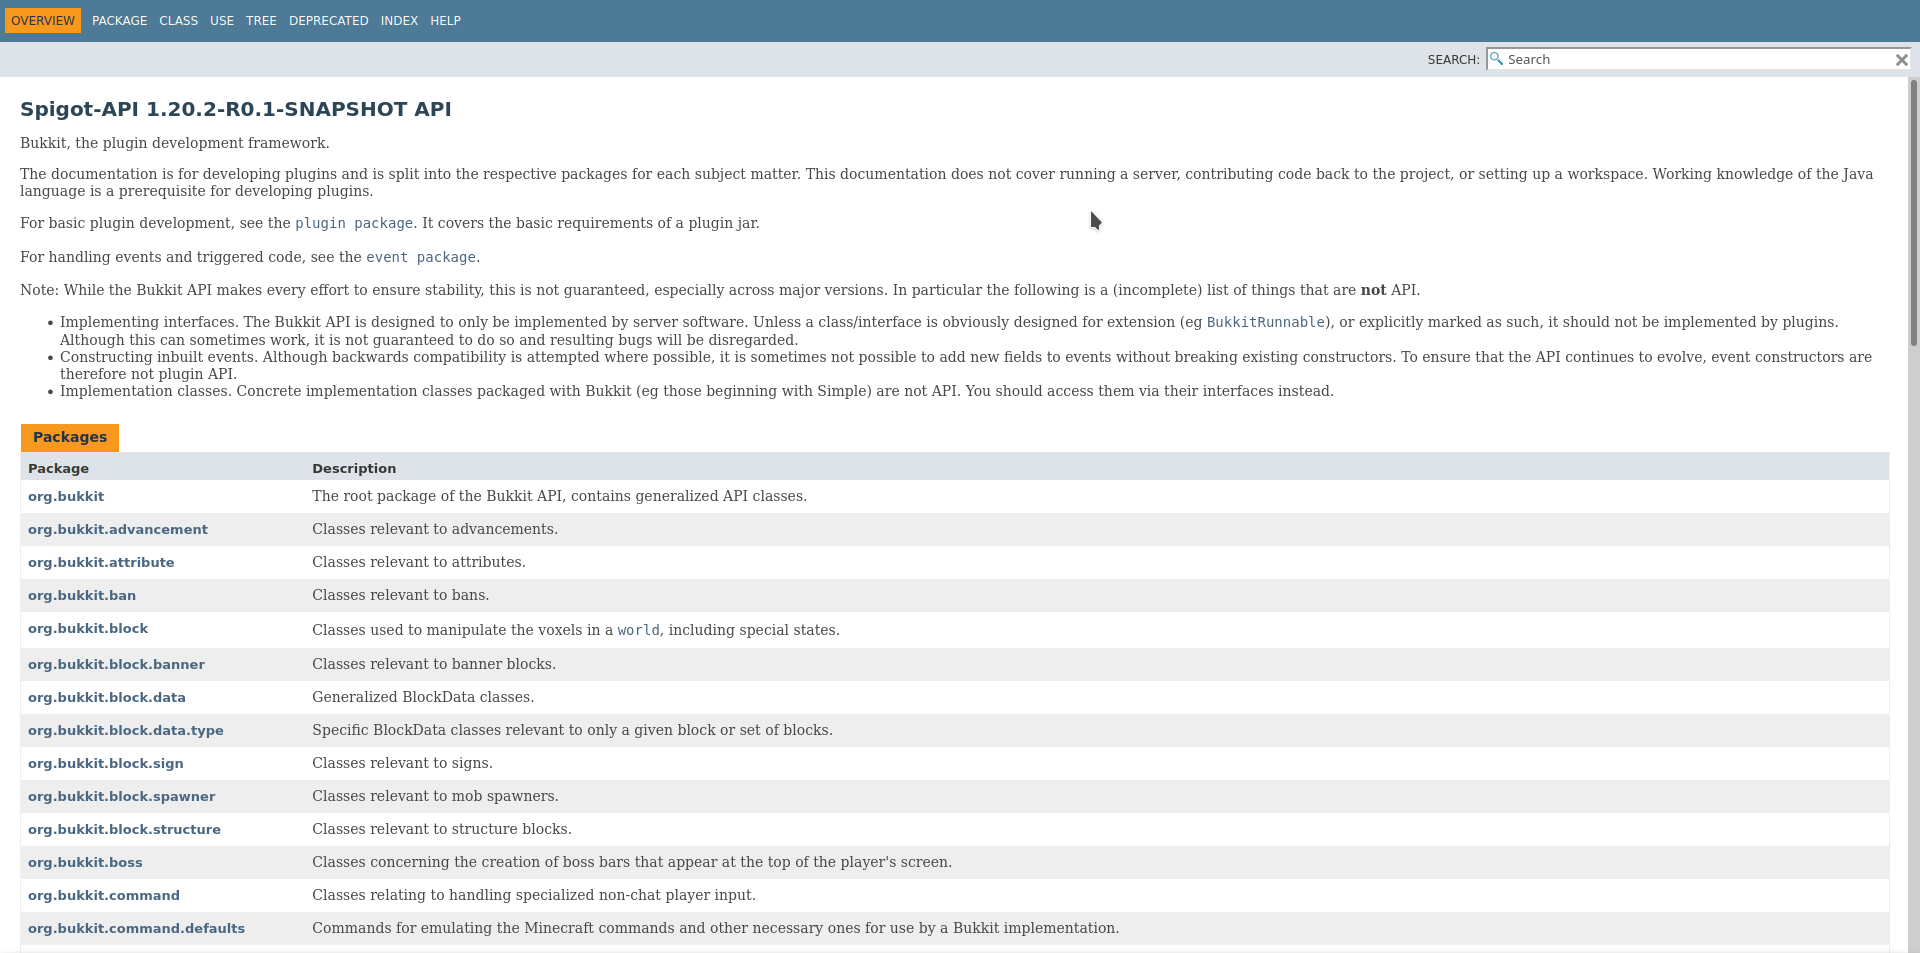 OVERVIEW PACKAGE CLASS USE TREE DEPRECATED INDEX HELP
SEARCH: Search
Spigot-API 1.20.2-R0.1-SNAPSHOT API
Bukkit, the plugin development framework.
The documentation is for developing plugins and is split into the respective packages for each subject matter. This documentation does not cover running a server, contributing code back to the project, or setting up a workspace. Working knowledge of the Java
language is a prerequisite for developing plugins.
For basic plugin development, see the plugin package. It covers the basic requirements of a plugin jar.
For handling events and triggered code, see the event package.
Note: While the Bukkit API makes every effort to ensure stability, this is not guaranteed, especially across major versions. In particular the following is a (incomplete) list of things that are not API.
• Implementing interfaces. The Bukkit API is designed to only be implemented by server software. Unless a class/interface is obviously designed for extension (eg BukkitRunnable), or explicitly marked as such, it should not be implemented by plugins.
Although this can sometimes work, it is not guaranteed to do so and resulting bugs will be disregarded.
• Constructing inbuilt events. Although backwards compatibility is attempted where possible, it is sometimes not possible to add new fields to events without breaking existing constructors. To ensure that the API continues to evolve, event constructors are
therefore not plugin API.
• Implementation classes. Concrete implementation classes packaged with Bukkit (eg those beginning with Simple) are not API. You should access them via their interfaces instead.
Packages
Package Description
org.bukkit The root package of the Bukkit API, contains generalized API classes.
org.bukkit.advancement Classes relevant to advancements.
org.bukkit.attribute Classes relevant to attributes.
org.bukkit.ban Classes relevant to bans.
org.bukkit.block Classes used to manipulate the voxels in a world, including special states.
org.bukkit.block.banner Classes relevant to banner blocks.
org.bukkit.block.data Generalized BlockData classes.
org.bukkit.block.data.type Specific BlockData classes relevant to only a given block or set of blocks.
org.bukkit.block.sign Classes relevant to signs.
org.bukkit.block.spawner Classes relevant to mob spawners.
org.bukkit.block.structure Classes relevant to structure blocks.
org.bukkit.boss Classes concerning the creation of boss bars that appear at the top of the player's screen.
org.bukkit.command Classes relating to handling specialized non-chat player input.
org.bukkit.command.defaults Commands for emulating the Minecraft commands and other necessary ones for use by a Bukkit implementation.